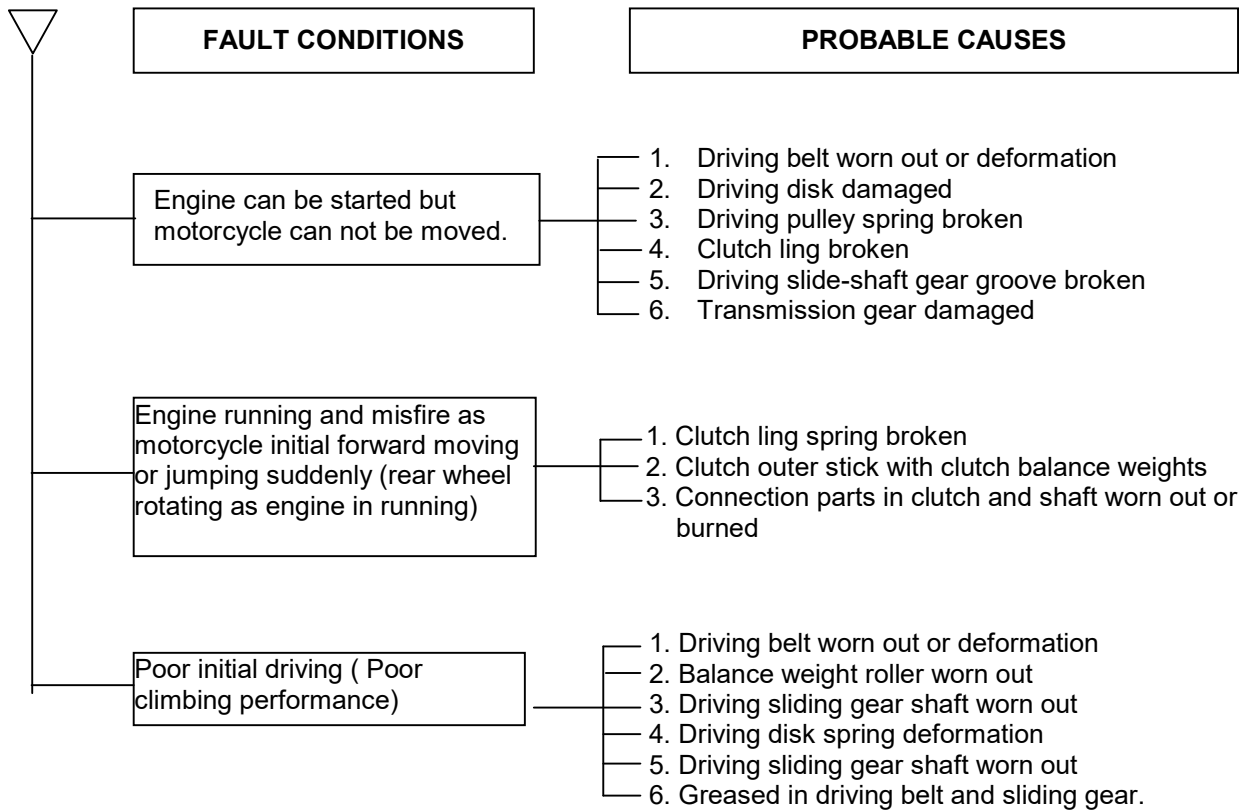 FAULT CONDITIONS
PROBABLE CAUSES
Engine can be started but
motorcycle can not be moved.
1. Driving belt worn out or deformation
2. Driving disk damaged
3. Driving pulley spring broken
4. Clutch ling broken
5. Driving slide-shaft gear groove broken
6. Transmission gear damaged
Engine running and misfire as
motorcycle initial forward moving
or jumping suddenly (rear wheel
rotating as engine in running)
1. Clutch ling spring broken
2. Clutch outer stick with clutch balance weights
3. Connection parts in clutch and shaft worn out or
burned
Poor initial driving ( Poor
climbing performance)
1. Driving belt worn out or deformation
2. Balance weight roller worn out
3. Driving sliding gear shaft worn out
4. Driving disk spring deformation
5. Driving sliding gear shaft worn out
6. Greased in driving belt and sliding gear.